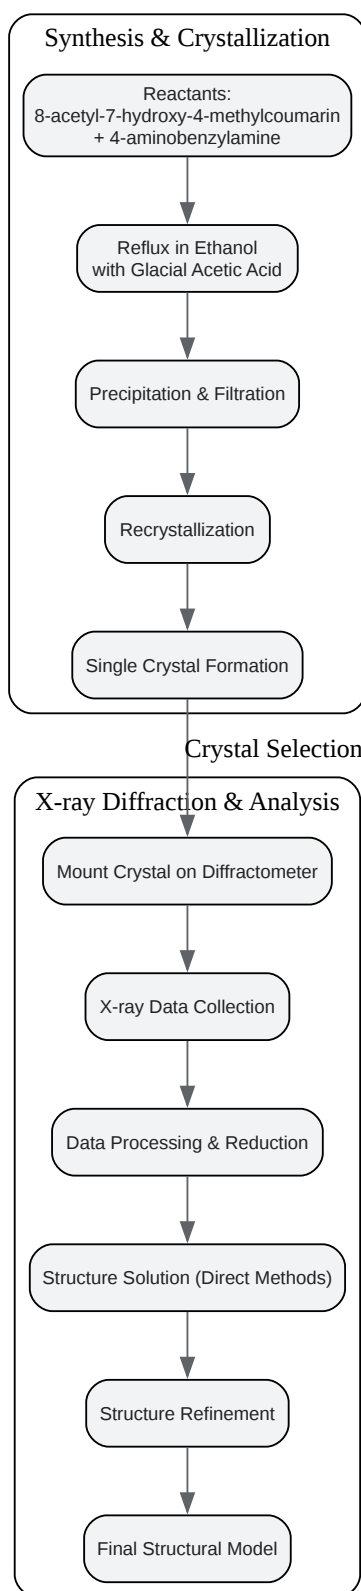 Synthesis & Crystallization
Reactants:
8-acetyl-7-hydroxy-4-methylcoumarin
+ 4-aminobenzylamine
Reflux in Ethanol
with Glacial Acetic Acid
Precipitation & Filtration
Recrystallization
Single Crystal Formation
Crystal Selection
X-ray Diffraction & Analysis
Mount Crystal on Diffractometer
X-ray Data Collection
Data Processing & Reduction
Structure Solution (Direct Methods)
Structure Refinement
Final Structural Model